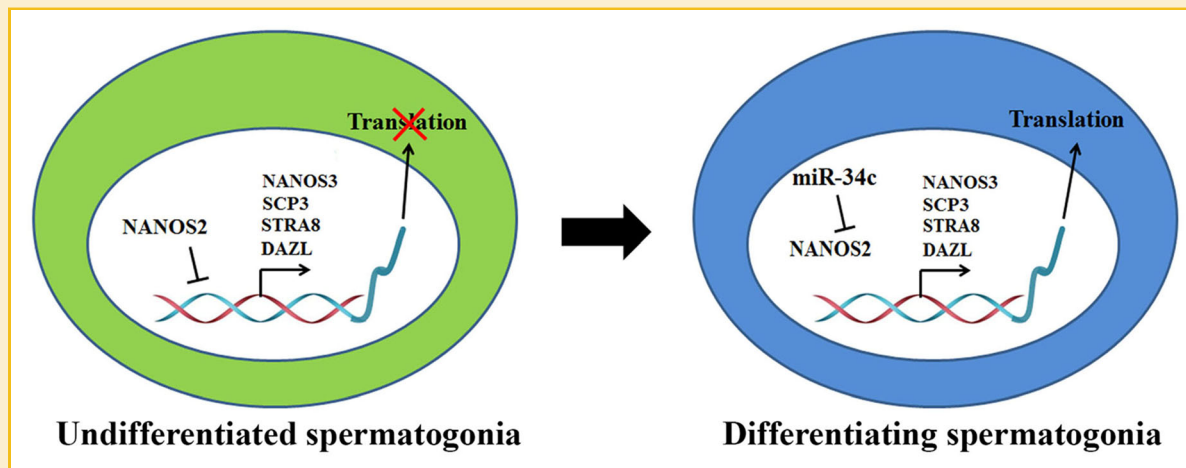 Translation
NANOS2
NANOS3
SCP3
STRA8
DAZL
Undifferentiated spermatogonia
Translation
miR-34c
NANOS2
NANOS3
SCP3
STRA8
DAZL
Differentiating spermatogonia